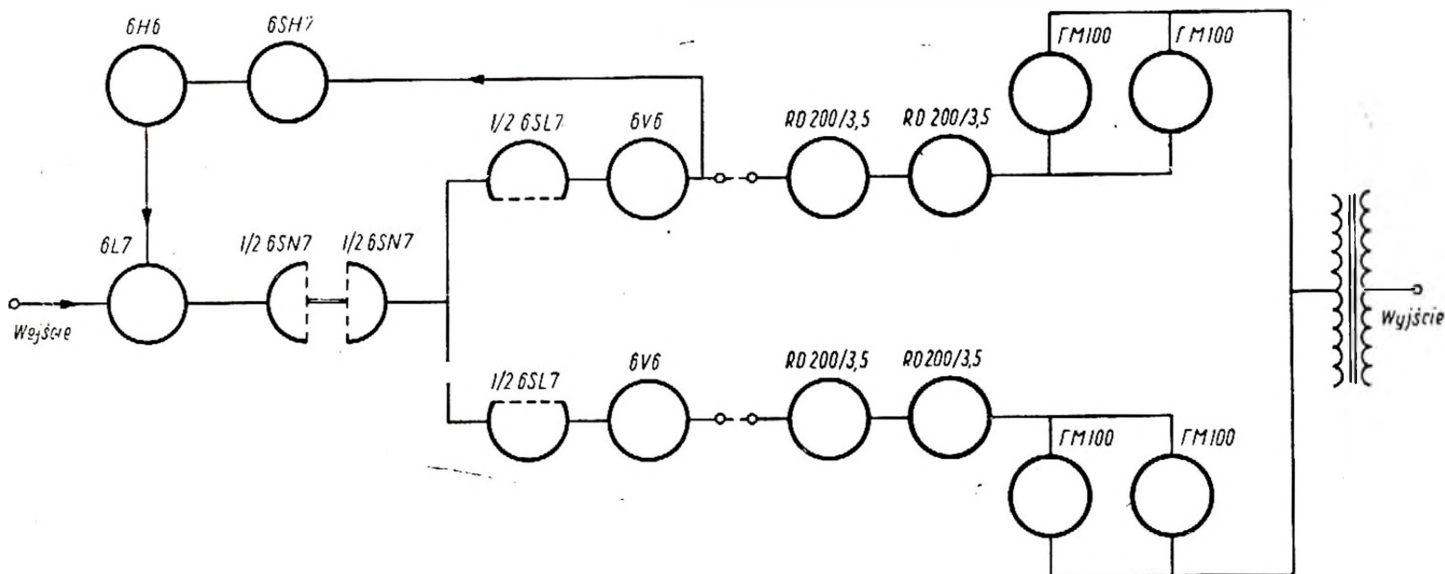 6H6
6SH7
ГМ100
ГМ100
1/2 6SL7
6V6
RD 200/3,5
RD 200/3,5
6L7
1/2 6SN7
1/2 6SN7
Wejście
Wyjście
1/2 6SL7
6V6
RD 200/3,5
RD 200/3,5
ГМ100
ГМ100